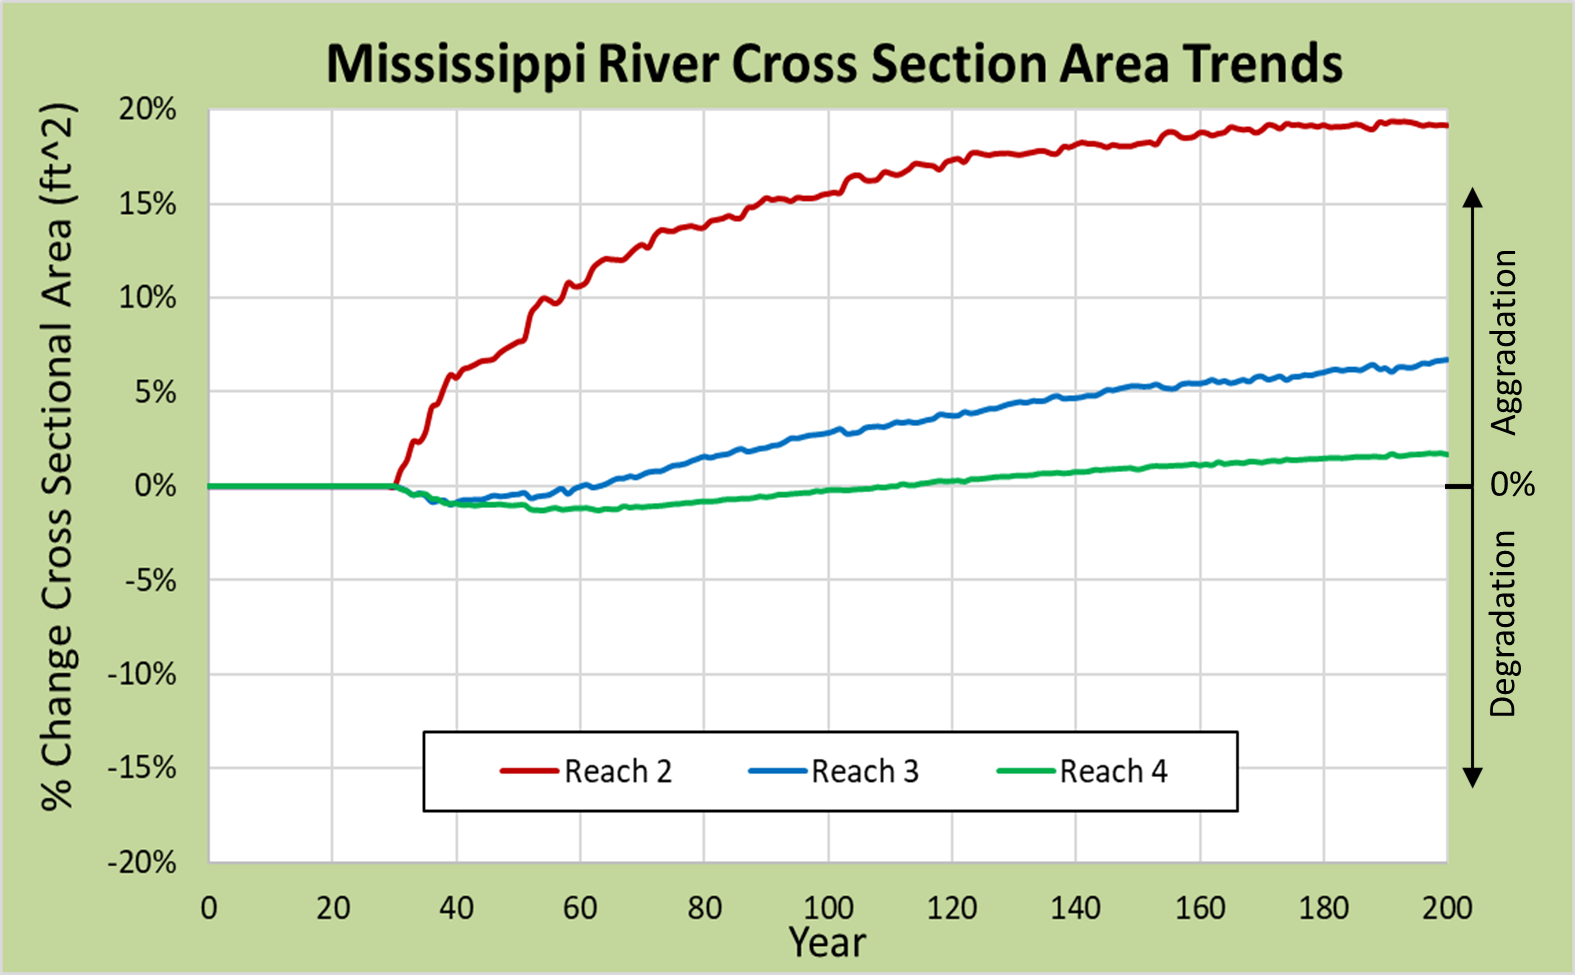 Mississippi River Cross Section Area Trends
% Change Cross Sectional Area (ft^2)
20%
15%
10%
5%
0%
-5%
-10%
-15%
-20%
Reach 2 Reach 3 Reach 4
0 20 40 60 80 100 120 140 160 180 200
Year
Aggradation
0%
Degradation